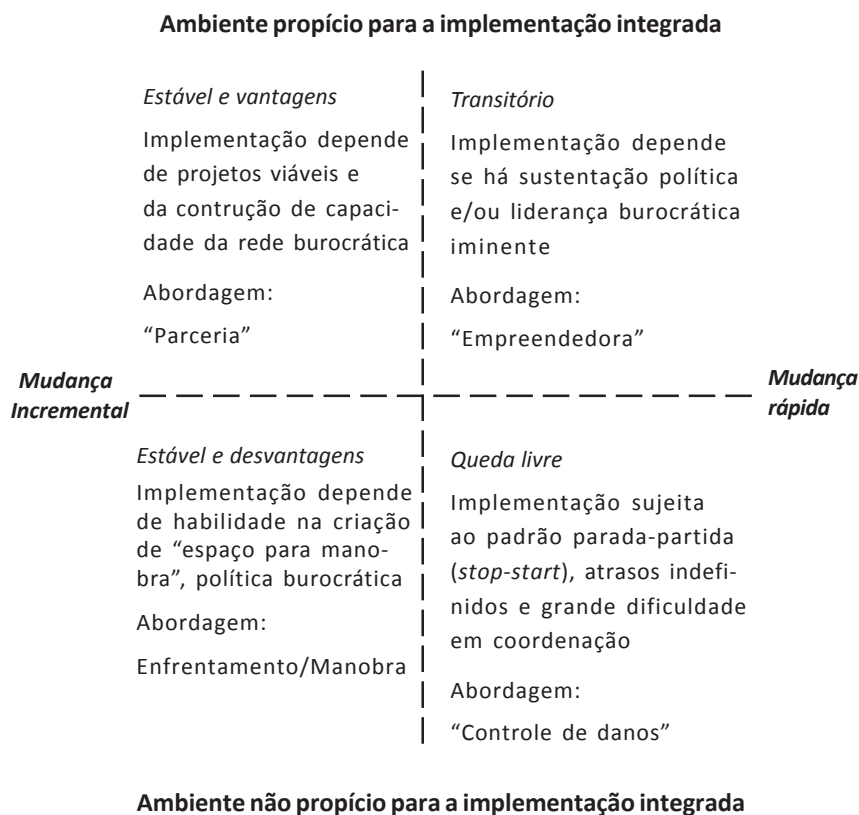 Ambiente propício para a implementação integrada
Estável e vantagens
Implementação depende
de projetos viáveis e
da contrução de capaci-
dade da rede burocrática
Abordagem:
“Parceria”
Transitório
Implementação depende
se há sustentação política
e/ou liderança burocrática
iminente
Abordagem:
“Empreendedora”
Mudança
Incremental
Mudança
rápida
Estável e desvantagens
Implementação depende
de habilidade na criação
de “espaço para mano-
bra”, política burocrática
Abordagem:
Enfrentamento/Manobra
Queda livre
Implementação sujeita
ao padrão parada-partida
(stop-start), atrasos indefi-
nidos e grande dificuldade
em coordenação
Abordagem:
“Controle de danos”
Ambiente não propício para a implementação integrada